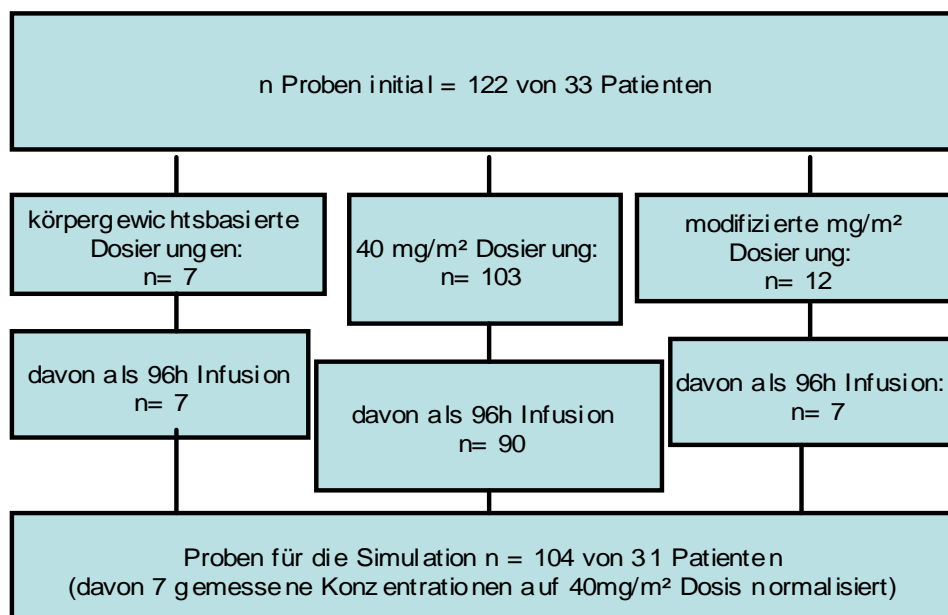 n Proben initial = 122 von 33 Patienten
körpergewichtsbasierte
Dosierungen:
n= 7
40 mg/m² Dosierung:
n= 103
modifizierte mg/m²
Dosierung:
n= 12
davon als 96h Infusion
n= 7
davon als 96h Infusion
n= 90
davon als 96h Infusion:
n= 7
Proben für die Simulation n = 104 von 31 Patienten
(davon 7 gemessene Konzentrationen auf 40mg/m² Dosis normalisiert)